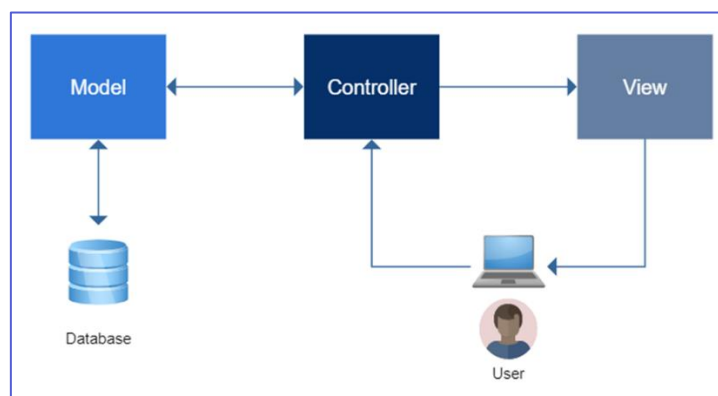 Model
Controller
View
Database
User